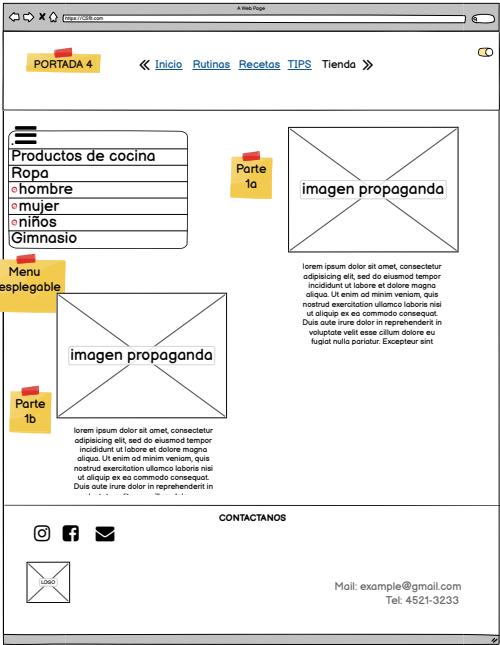 A Web Page
https://CSfit.com
PORTADA 4
Inicio Rutinas Recetas TIPS Tienda
Productos de cocina
Ropa
hombre
mujer
niños
Gimnasio
Menu
esplegable
Parte
1a
imagen propaganda
lorem ipsum dolor sit amet, consectetur
adipisicing elit, sed do eiusmod tempor
incididunt ut labore et dolore magna
aliqua. Ut enim ad minim veniam, quis
nostrud exercitation ullamco laboris nisi
ut aliquip ex ea commodo consequat.
Duis aute irure dolor in reprehenderit in
voluptate velit esse cillum dolore eu
fugiat nulla pariatur. Excepteur sint
imagen propaganda
Parte
1b
lorem ipsum dolor sit amet, consectetur
adipisicing elit, sed do eiusmod tempor
incididunt ut labore et dolore magna
aliqua. Ut enim ad minim veniam, quis
nostrud exercitation ullamco laboris nisi
ut aliquip ex ea commodo consequat.
Duis aute irure dolor in reprehenderit in
CONTACTANOS
LOGO
Mail: example@gmail.com
Tel: 4521-3233